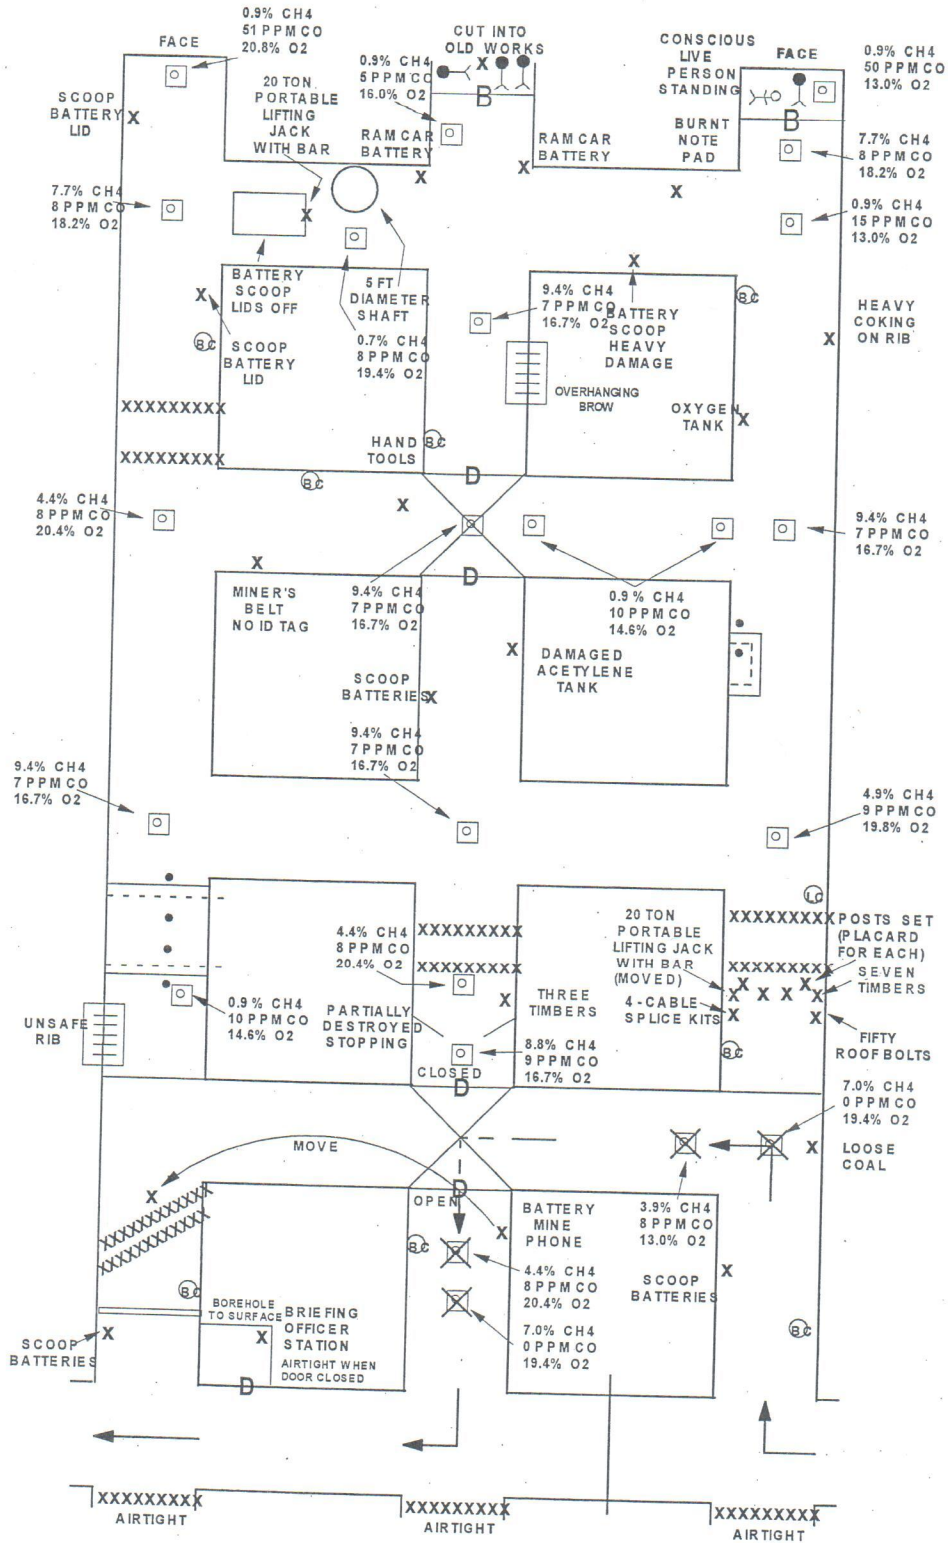 0.9% CH4
51 PPM CO
20.8% O2
FACE
CUT INTO
OLD WORKS
0.9% CH4
5 PPM CO
16.0% O2
X
B
CONSCIOUS
LIVE
PERSON
STANDING
FACE
0.9% CH4
50 PPM CO
13.0% O2
B
SCOOP
BATTERY
LID
X
20 TON
PORTABLE
LIFTING
JACK
WITH BAR
RAMCAR
BATTERY
X
RAM CAR
BATTERY
X
BURNT
NOTE
PAD
X
7.7% CH4
8 PPM CO
18.2% O2
7.7% CH4
8 PPM CO
18.2% O2
X
0.9% CH4
15 PPM CO
13.0% O2
BATTERY
SCOOP
LIDS OFF
X
5 FT
DIAMETER
SHAFT
9.4% CH4
7 PPM CO
16.7% O2
X
BATTERY
SCOOP
HEAVY
DAMAGE
BC
HEAVY
COKING
ON RIB
X
BC
SCOOP
BATTERY
LID
0.7% CH4
8 PPM CO
19.4% O2
OVERHANGING
BROW
XXXXXXXXX
OXYGEN
TANK
X
HAND
TOOLS
BC
XXXXXXXXX
BC
D
4.4% CH4
8 PPM CO
20.4% O2
X
9.4% CH4
7 PPM CO
16.7% O2
X
D
MINER'S
BELT
NO ID TAG
9.4% CH4
7 PPM CO
16.7% O2
0.9 % CH4
10 PPM CO
14.6% O2
X
DAMAGED
ACETYLENE
TANK
SCOOP
BATTERIES
X
9.4% CH4
7 PPM CO
16.7% O2
9.4% CH4
7 PPM CO
16.7% O2
4.9% CH4
9 PPM CO
19.8% O2
LC
4.4% CH4
8 PPM CO
20.4% O2
XXXXXXXXX
XXXXXXXXX
20 TON
PORTABLE
LIFTING JACK
WITH BAR
(MOVED)
XXXXXXXXX
XXXXXXXXX
POSTS SET
(PLACARD
FOR EACH)
X X X X X X
SEVEN
TIMBERS
4-CABLE
SPLICE KITS
X
X
FIFTY
ROOF BOLTS
0.9% CH4
10 PPM CO
14.6% O2
UNSAFE
RIB
PARTIALLY
DESTROYED
STOPPING
X
THREE
TIMBERS
8.8% CH4
9 PPM CO
16.7% O2
BC
CLOSED
D
7.0% CH4
0 PPM CO
19.4% O2
MOVE
X
LOOSE
COAL
X
XXXXXXXXX
XXXXXXXXX
D
OPEN
X
BATTERY
MINE
PHONE
3.9% CH4
8 PPM CO
13.0% O2
BC
4.4% CH4
8 PPM CO
20.4% O2
SCOOP
BATTERIES
X
BC
BOREHOLE
TO SURFACE
X
BRIEFING
OFFICER
STATION
AIRTIGHT WHEN
DOOR CLOSED
D
7.0% CH4
0 PPM CO
19.4% O2
BC
X
SCOOP
BATTERIES
XXXXXXXXX
AIRTIGHT
XXXXXXXXX
AIRTIGHT
XXXXXXXXX
AIRTIGHT